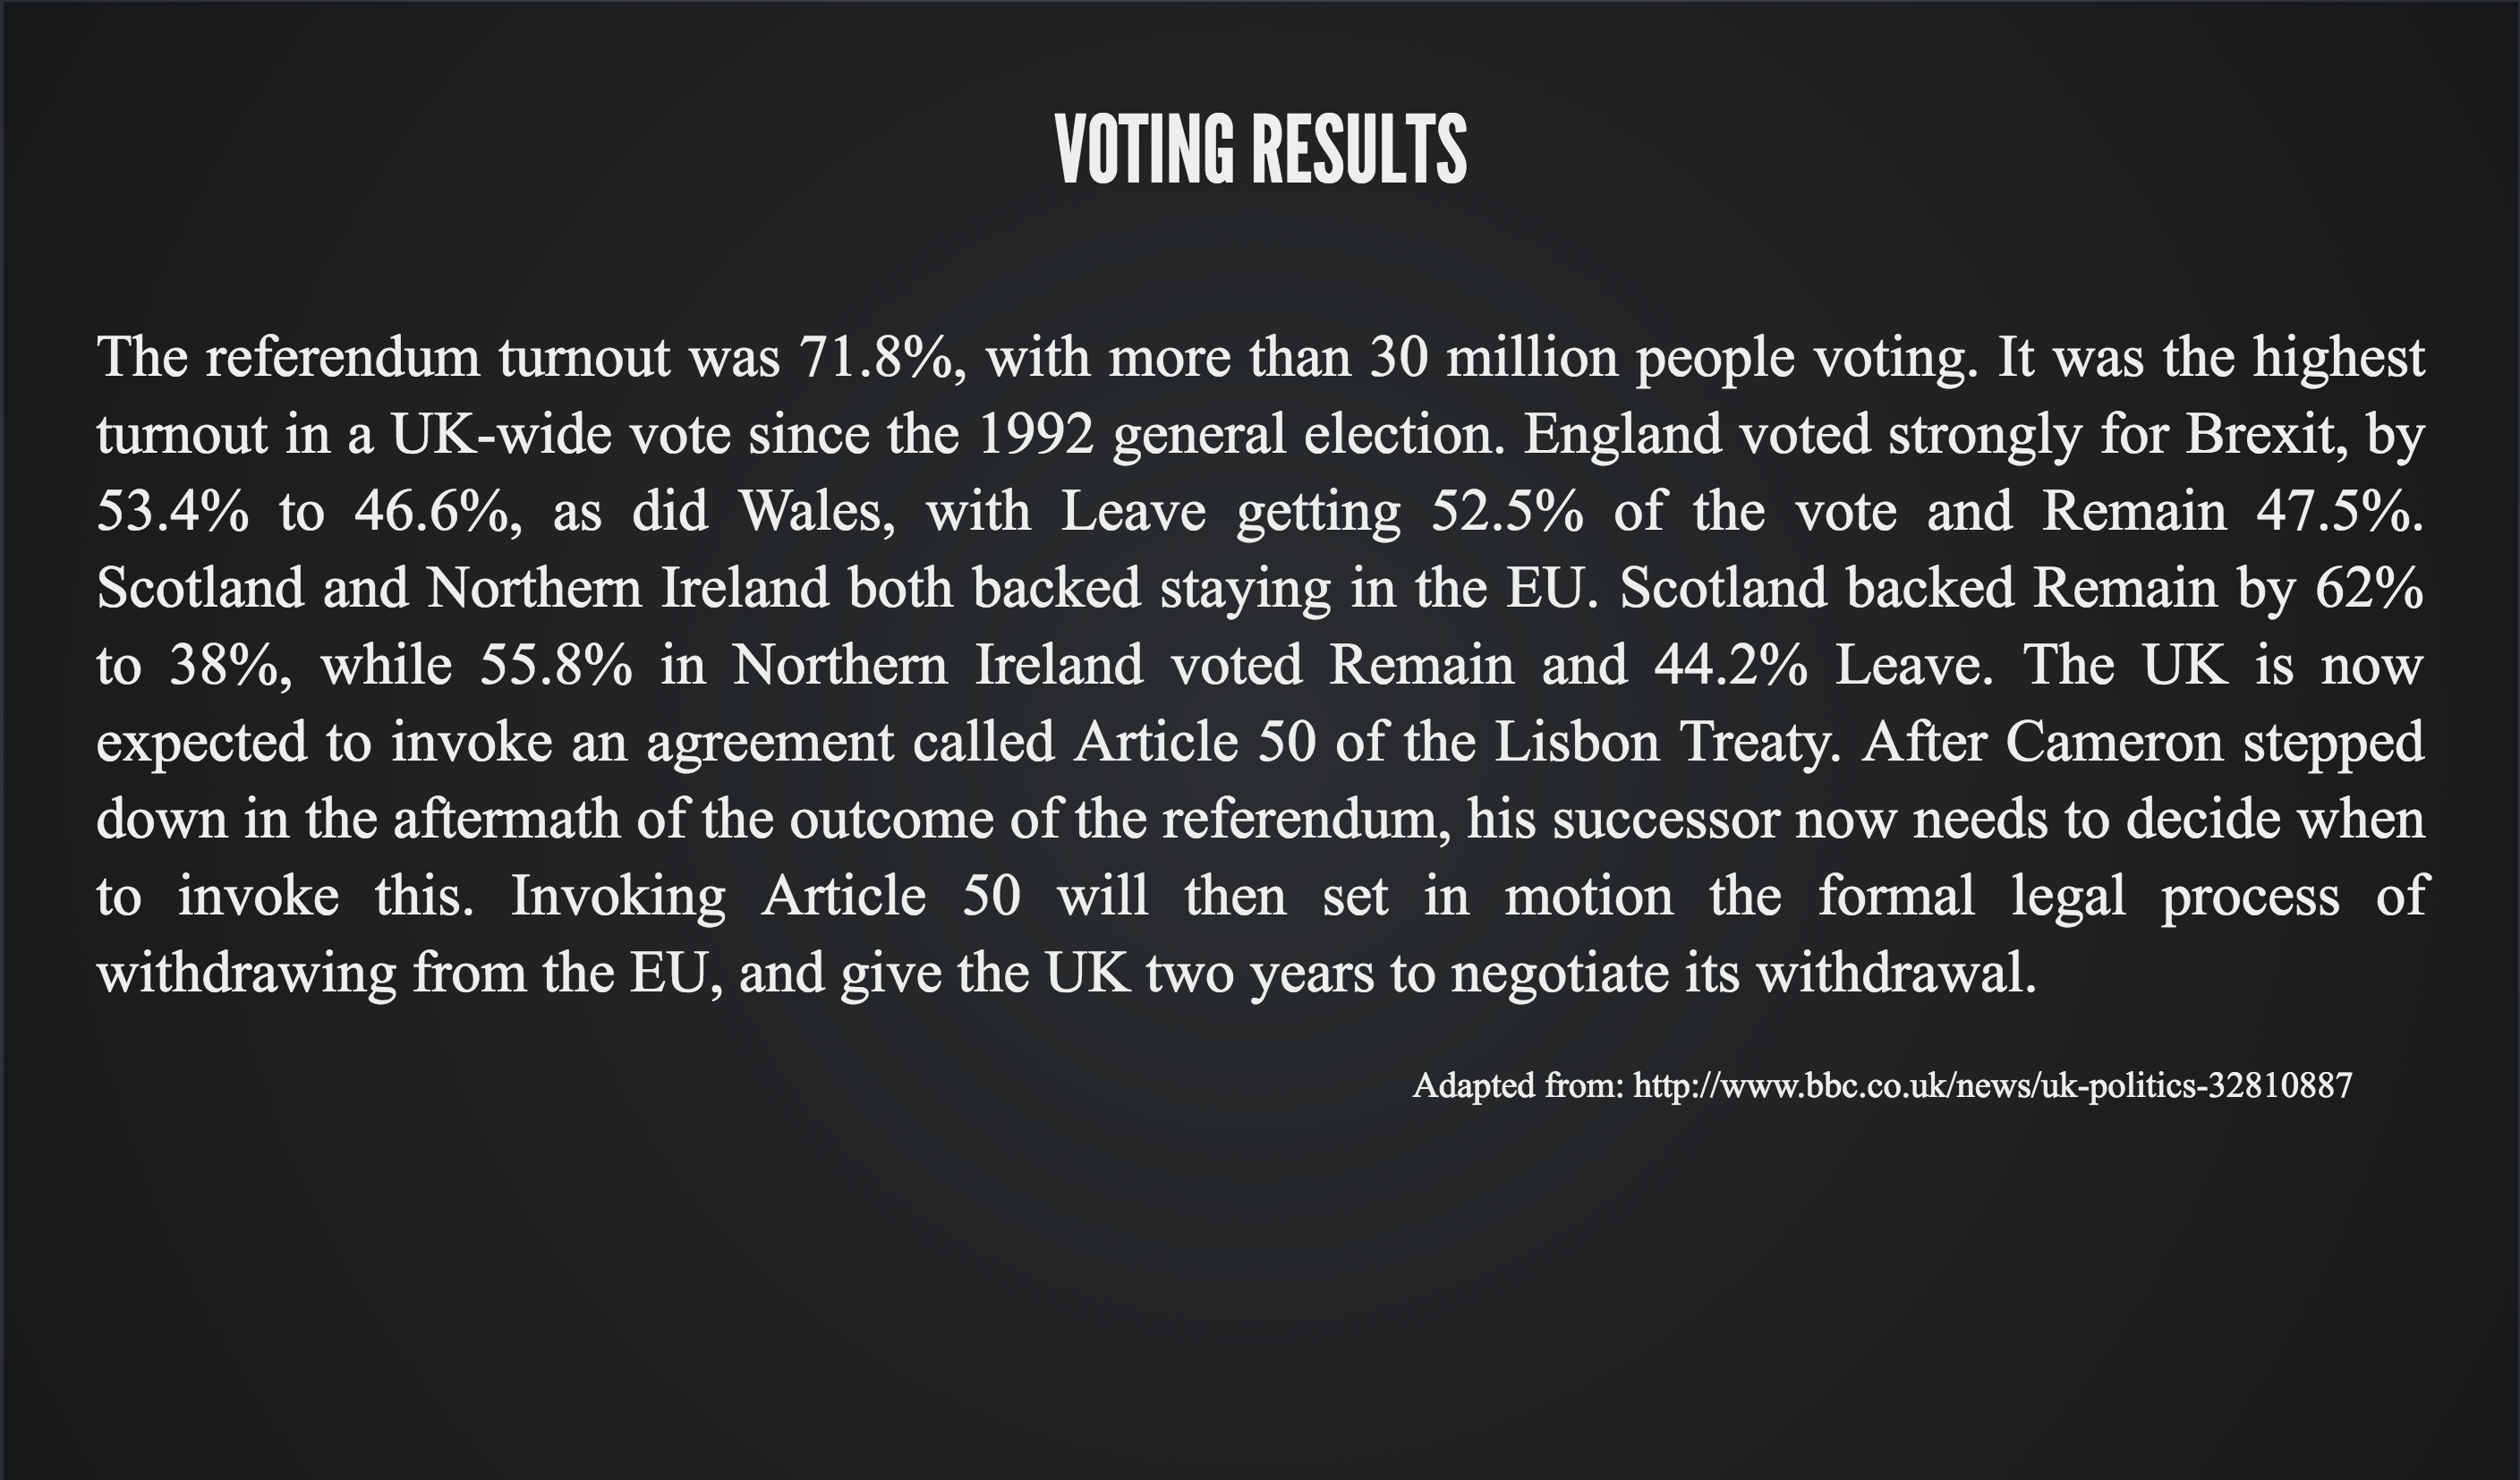 VOTING RESULTS
The referendum turnout was 71.8%, with more than 30 million people voting. It was the highest
turnout in a UK-wide vote since the 1992 general election. England voted strongly for Brexit, by
53.4% to 46.6%, as did Wales, with Leave getting 52.5% of the vote and Remain 47.5%.
Scotland and Northern Ireland both backed staying in the EU. Scotland backed Remain by 62%
to 38%, while 55.8% in Northern Ireland voted Remain and 44.2% Leave. The UK is now
expected to invoke an agreement called Article 50 of the Lisbon Treaty. After Cameron stepped
down in the aftermath of the outcome of the referendum, his successor now needs to decide when
to invoke this. Invoking Article 50 will then set in motion the formal legal process of
withdrawing from the EU, and give the UK two years to negotiate its withdrawal.
Adapted from: http://www.bbc.co.uk/news/uk-politics-32810887